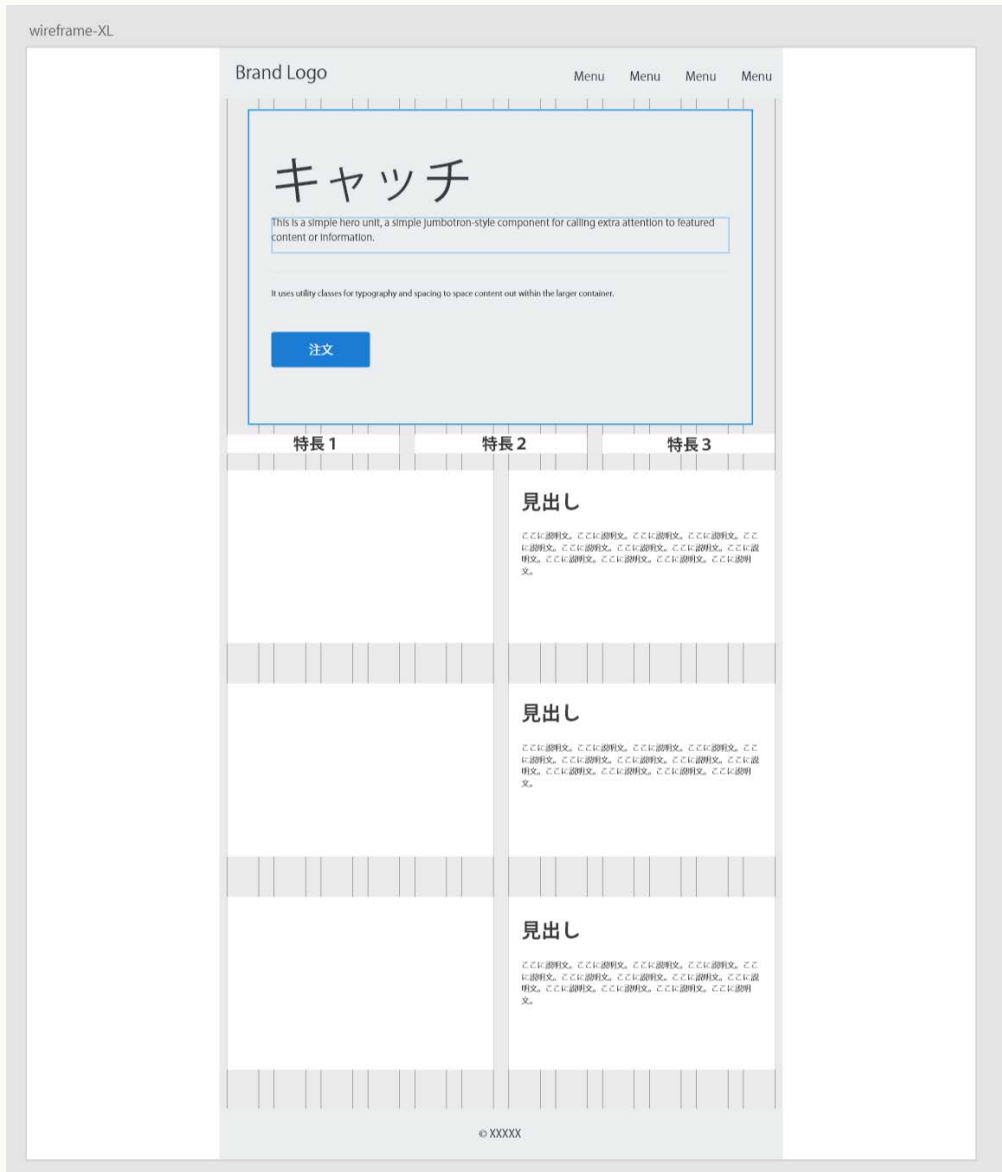 wireframe-XL
Brand Logo
Menu Menu Menu Menu
キャッチ
This is a simple hero unit, a simple jumbotron-style component for calling extra attention to featured
content or information.
It uses utility classes for typography and spacing to space content out within the larger container.
注文
特長 1 特長 2 特長 3
見出し
ここに説明文。ここに説明文。ここに説明文。ここに説明文。ここ
に説明文。ここに説明文。ここに説明文。ここに説明文。ここに説
明文。ここに説明文。ここに説明文。ここに説明文。ここに説明
文。
見出し
ここに説明文。ここに説明文。ここに説明文。ここに説明文。ここ
に説明文。ここに説明文。ここに説明文。ここに説明文。ここに説
明文。ここに説明文。ここに説明文。ここに説明文。ここに説明
文。
見出し
ここに説明文。ここに説明文。ここに説明文。ここに説明文。ここ
に説明文。ここに説明文。ここに説明文。ここに説明文。ここに説
明文。ここに説明文。ここに説明文。ここに説明文。ここに説明
文。
© XXXXX